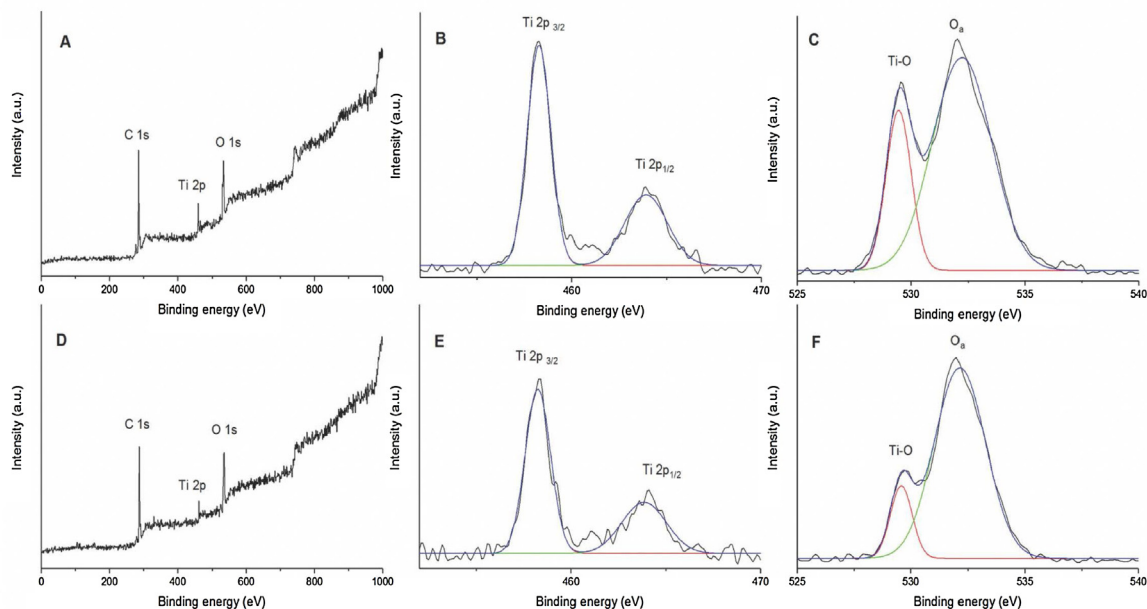 A
C 1s
O 1s
Ti 2p
Intensity (a.u.)
0 200 400 600 800 1000
Binding energy (eV)
B
Ti 2p 3/2
Ti 2p1/2
Intensity (a.u.)
460 470
Binding energy (eV)
C
Oa
Ti-O
Intensity (a.u.)
525 530 535 540
Binding energy (eV)
D
C 1s
O 1s
Ti 2p
Intensity (a.u.)
0 200 400 600 800 1000
Binding energy (eV)
E
Ti 2p 3/2
Ti 2p1/2
Intensity (a.u.)
460 470
Binding energy (eV)
F
Oa
Ti-O
Intensity (a.u.)
525 530 535 540
Binding energy (eV)